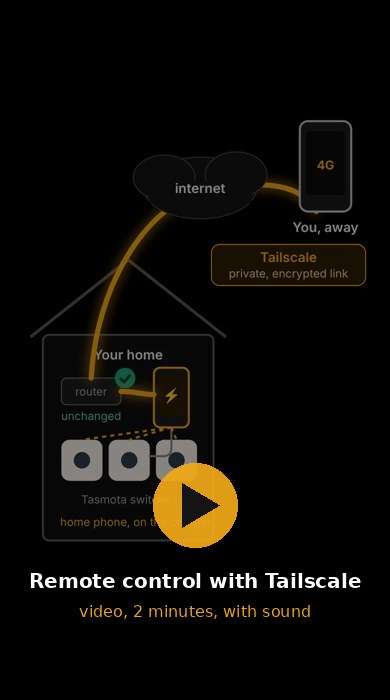 4G
internet
You, away
Tailscale
private, encrypted link
Your home
router
unchanged
Tasmota
home phone, on
Remote control with Tailscale
video, 2 minutes, with sound